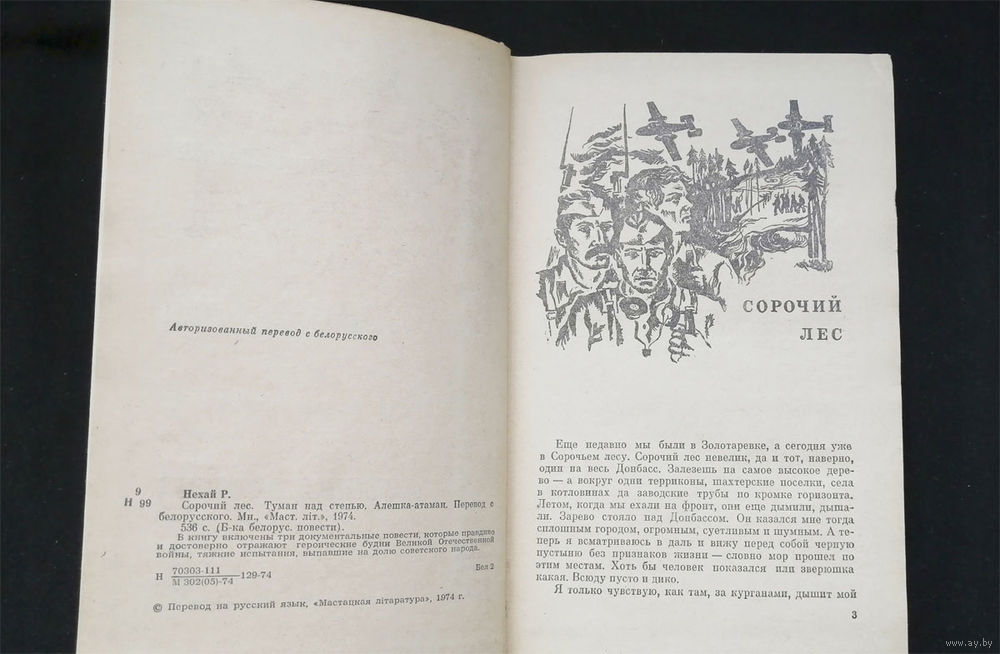 Авторизованный перевод с белорусского
9
Н 99
Нехай Р.
Сорочий лес. Туман над степью. Алешка-атаман. Перевод с
белорусского. Мн., «Маст. літ.», 1974.
536 с. (Б-ка белорус. повести).
В книгу включены три документальные повести, которые правдиво
и достоверно отражают героические будни Великой Отечественной
войны, тяжкие испытания, выпавшие на долю советского народа.
Н 70303-111
М 302(05)-74
—129-74
Бел 2
© Перевод на русский язык, «Мастацкая літаратура», 1974 г.
СОРОЧИЙ
ЛЕС
Еще недавно мы были в Золотаревке, а сегодня уже
в Сорочьем лесу. Сорочий лес невелик, да и тот, наверно,
один на весь Донбасс. Залезешь на самое высокое дере-
во — а вокруг одни терриконы, шахтерские поселки, села
в котловинах да заводские трубы по кромке горизонта.
Летом, когда мы ехали на фронт, они еще дымили, дыша-
ли. Зарево стояло над Донбассом. Он казался мне тогда
сплошным городом, огромным, суетливым и шумным. А те-
перь я всматриваюсь в даль и вижу перед собой черную
пустыню без признаков жизни — словно мор прошел по
этим местам. Хоть бы человек показался или зверюшка
какая. Всюду пусто и дико.
Я только чувствую, как там, за курганами, дышит мой
3
www.ay.by